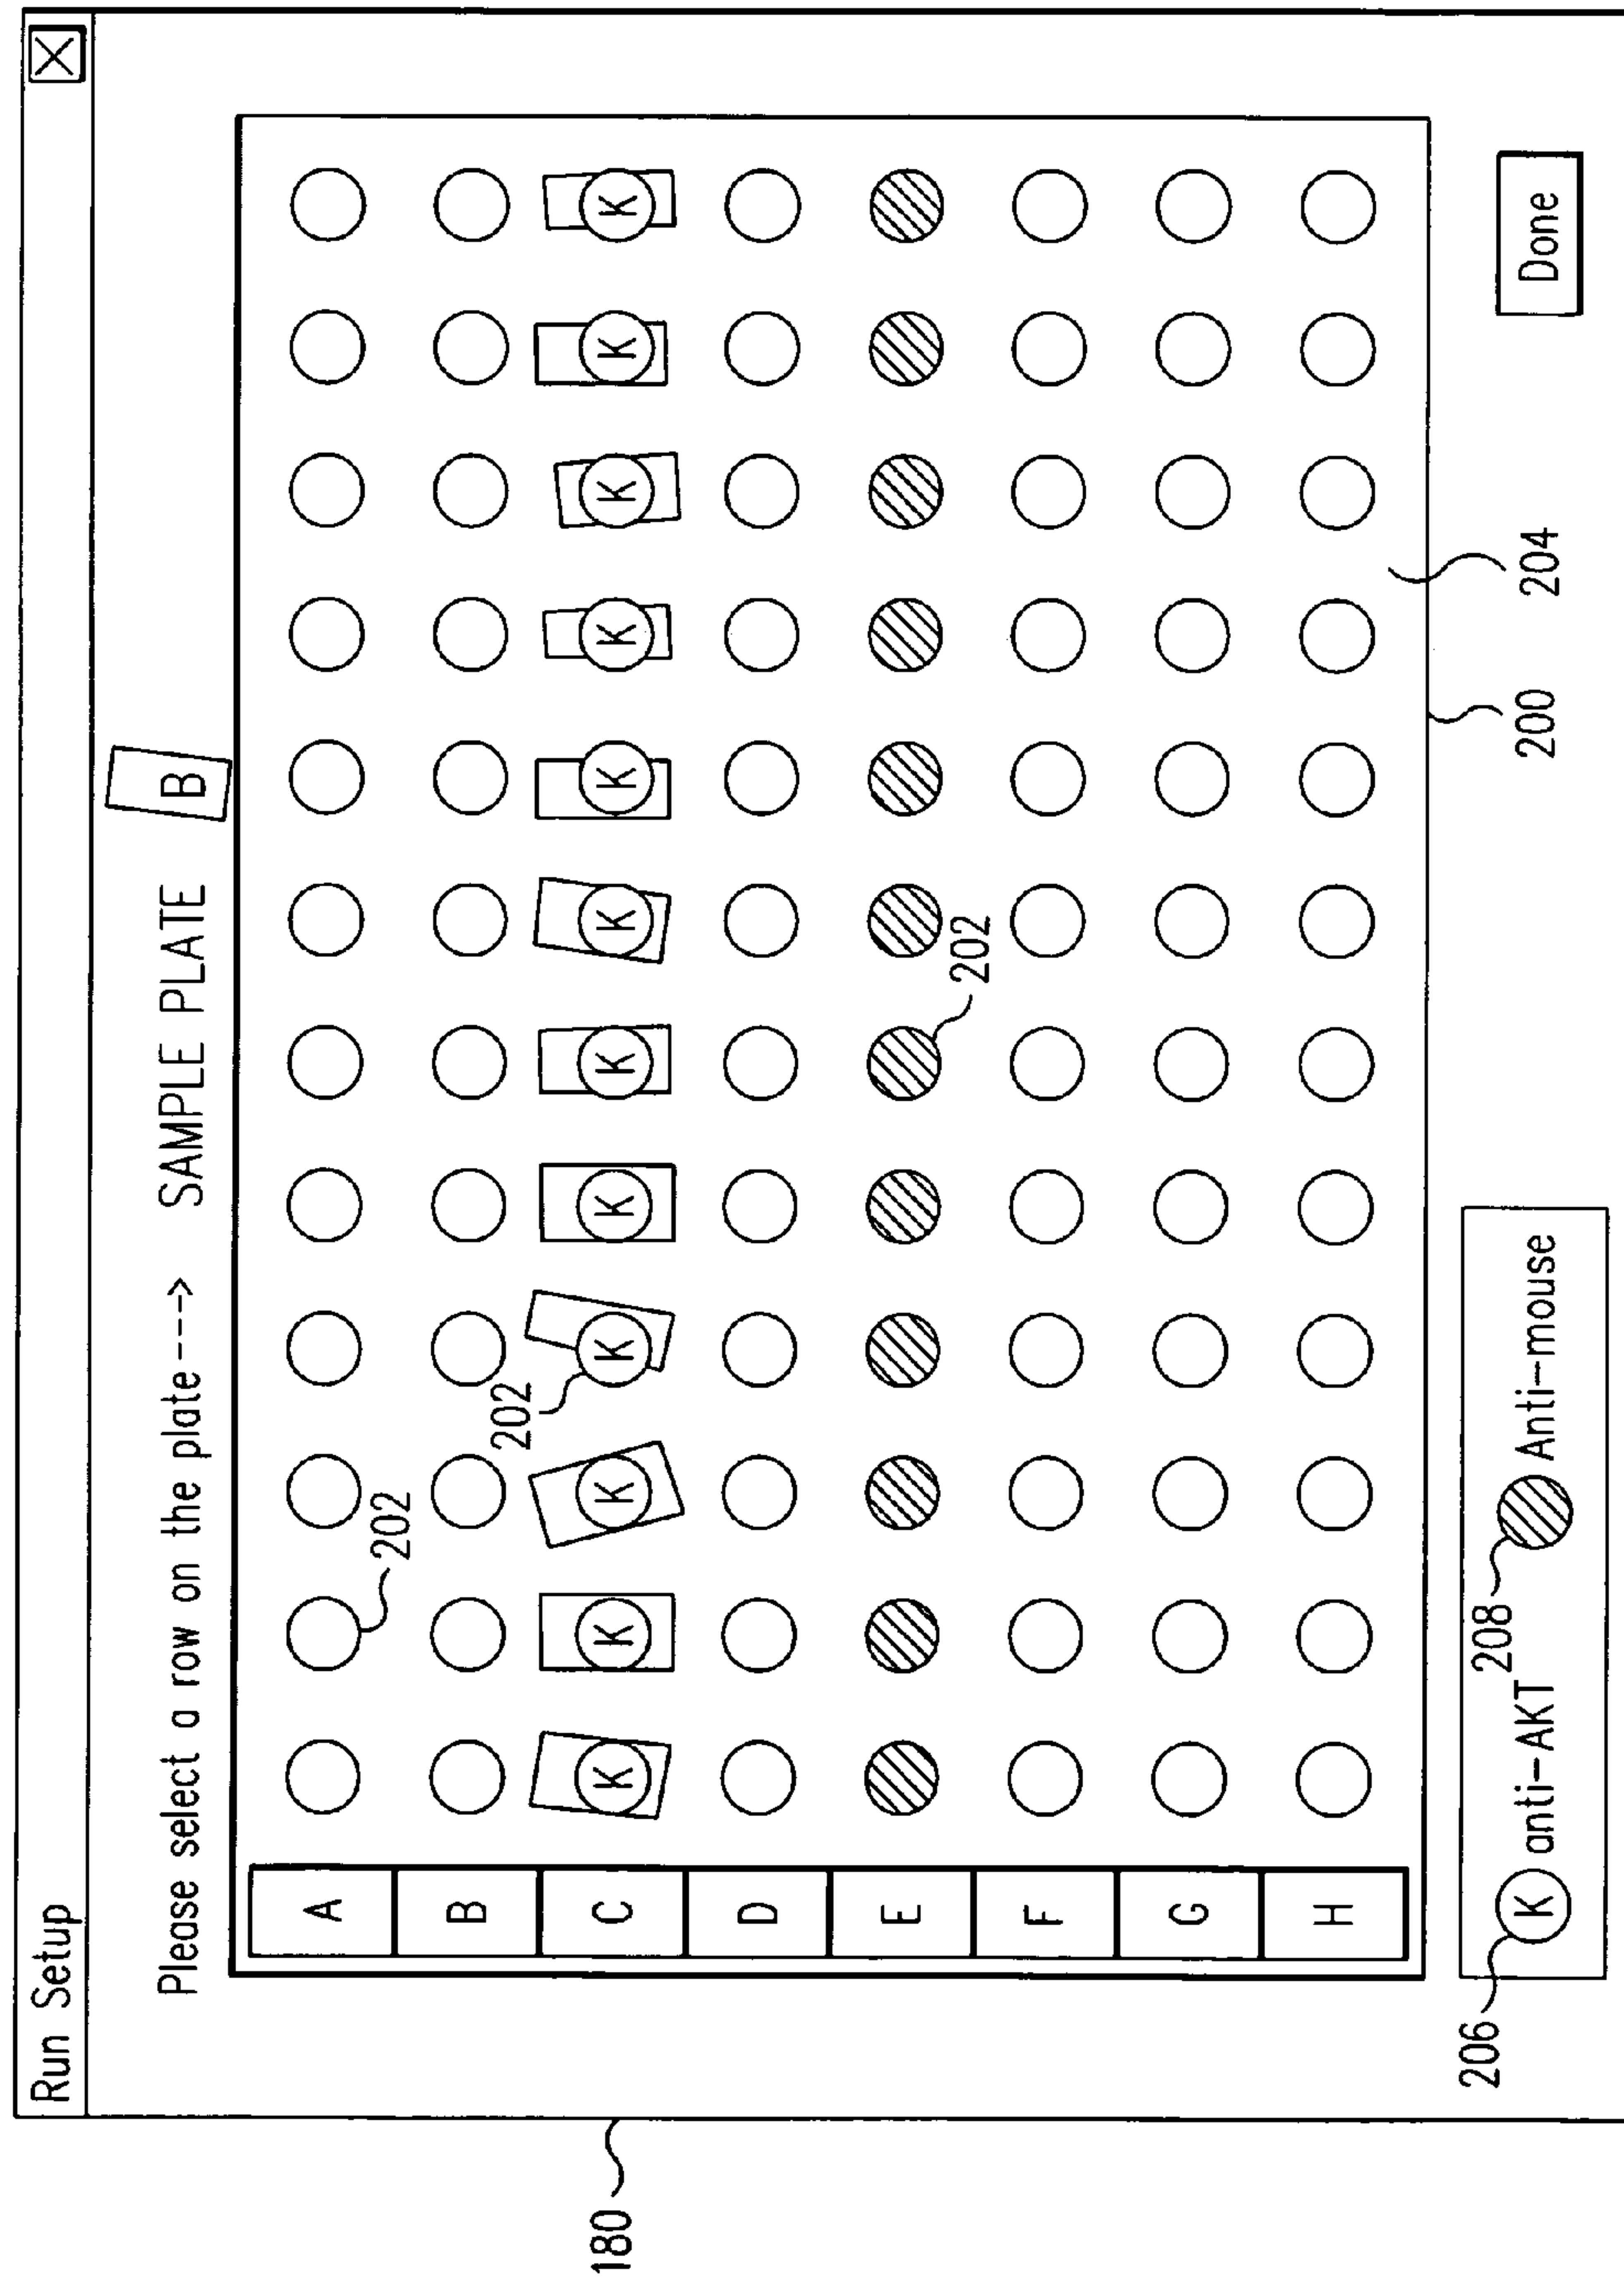 Run Setup
Please select a row on the plate---> SAMPLE PLATE B
A
202
B
202
C K K K K K K K K K K K K
D
E
202
F
G
H
204
200
206 K anti-AKT 208 Anti-mouse
Done
180